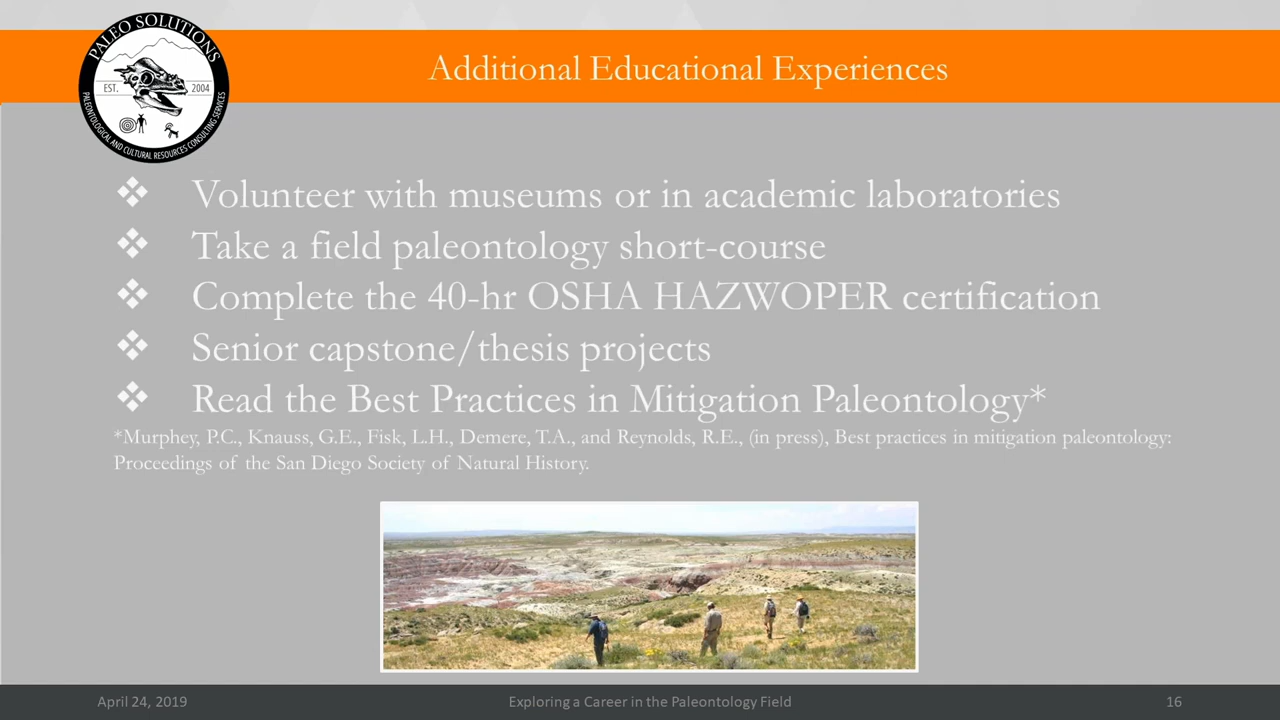 PALEO SOLUTIONS
EST. 2004
PALEONTOLOGICAL AND CULTURAL RESOURCES CONSULTING SERVICES
Additional Educational Experiences
❖ Volunteer with museums or in academic laboratories
❖ Take a field paleontology short-course
❖ Complete the 40-hr OSHA HAZWOPER certification
❖ Senior capstone/thesis projects
❖ Read the Best Practices in Mitigation Paleontology*
*Murphey, P.C., Knauss, G.E., Fisk, L.H., Demere, T.A., and Reynolds, R.E., (in press), Best practices in mitigation paleontology:
Proceedings of the San Diego Society of Natural History.
April 24, 2019 Exploring a Career in the Paleontology Field 16